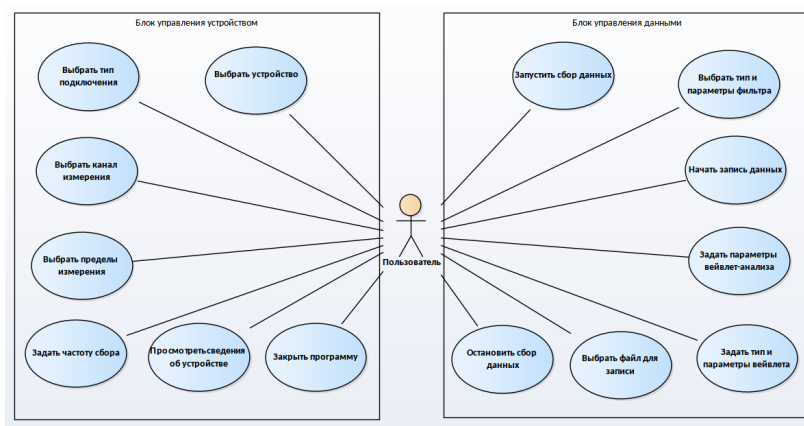 Блок управления устройством
Выбрать тип
подключения
Выбрать устройство
Выбрать канал
измерения
Выбрать пределы
измерения
Задать частоту сбора
Просмотреть сведения
об устройстве
Закрыть программу
Пользователь
Блок управления данными
Запустить сбор данных
Выбрать тип и
параметры фильтра
Начать запись данных
Задать параметры
вейвлет-анализа
Остановить сбор
данных
Выбрать файл для
записи
Задать тип и
параметры вейвлета